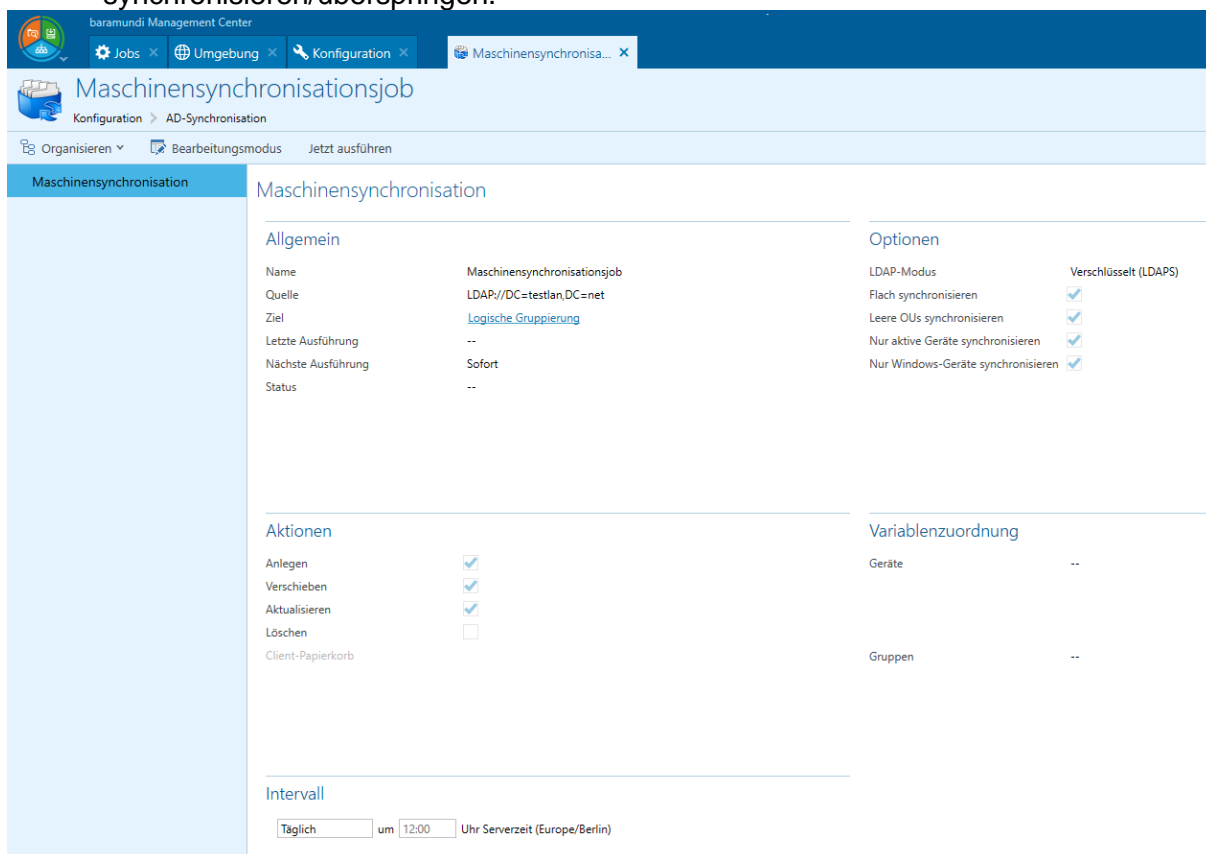 synchronisieren/überspringen.
baramundi Management Center
Jobs × Umgebung × Konfiguration × Maschinensynchronisa... ×
Maschinensynchronisationsjob
Konfiguration > AD-Synchronisation
Organisieren Bearbeitungsmodus Jetzt ausführen
Maschinensynchronisation
Maschinensynchronisation
Allgemein
Name Maschinensynchronisationsjob
Quelle LDAP://DC=testlan,DC=net
Ziel Logische Gruppierung
Letzte Ausführung --
Nächste Ausführung Sofort
Status --
Optionen
LDAP-Modus Verschlüsselt (LDAPS)
Flach synchronisieren
Leere OUs synchronisieren
Nur aktive Geräte synchronisieren
Nur Windows-Geräte synchronisieren
Aktionen
Anlegen
Verschieben
Aktualisieren
Löschen
Client-Papierkorb
Variablenzuordnung
Geräte --
Gruppen --
Intervall
Täglich um 12:00 Uhr Serverzeit (Europe/Berlin)